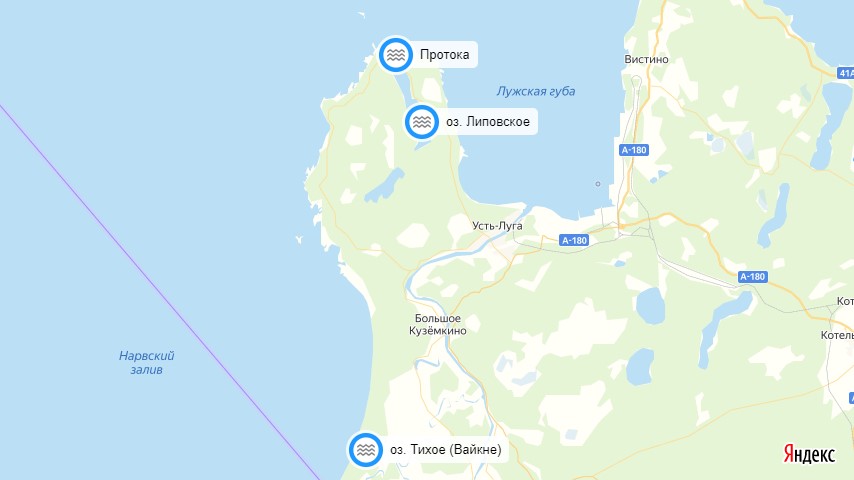 Протока
Вистино
41А
Лужская губа
оз. Липовское
А-180
Усть-Луга
А-180
А-180
Кот
Большое
Кузёмкино
Котель
Нарвский
залив
А
оз. Тихое (Вайкне)
Яндекс